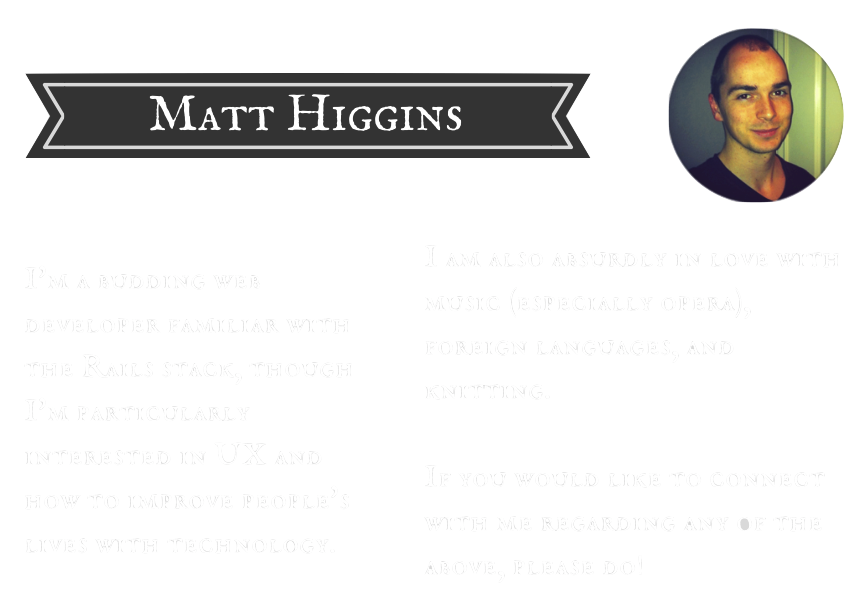 Matt Higgins
I'm a budding web
developer familiar with
the Rails stack, though
I'm particularly
interested in UX and
how to improve people's
lives with technology.
I am also absurdly in love with
music (especially opera),
foreign languages, and
knitting.
If you would like to connect
with me regarding any of the
above, please do!